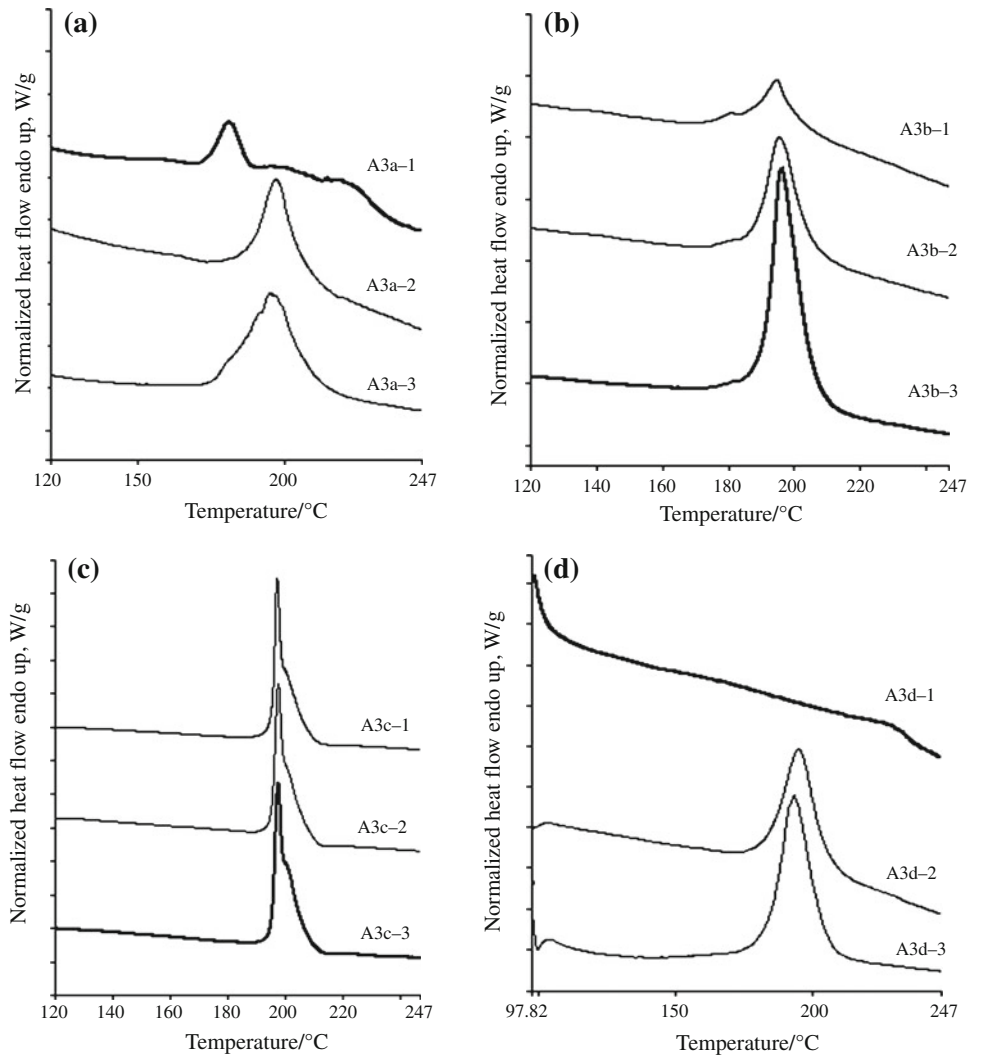 (a)
Normalized heat flow endo up, W/g
A3a–1
A3a–2
A3a–3
120 150 200 247
Temperature/°C
(b)
Normalized heat flow endo up, W/g
A3b–1
A3b–2
A3b–3
120 140 160 180 200 220 247
Temperature/°C
(c)
Normalized heat flow endo up, W/g
A3c–1
A3c–2
A3c–3
120 140 160 180 200 220 247
Temperature/°C
(d)
Normalized heat flow endo up, W/g
A3d–1
A3d–2
A3d–3
97.82 150 200 247
Temperature/°C